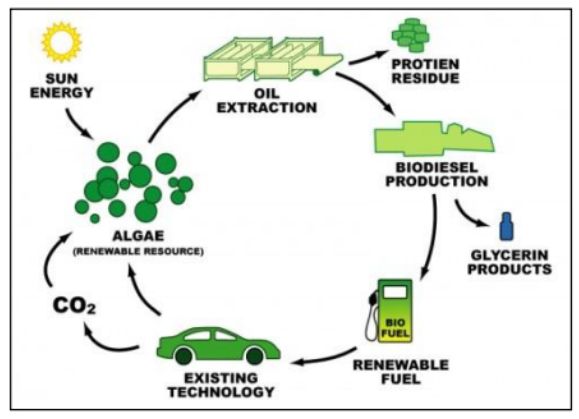 SUN
ENERGY
OIL
EXTRACTION
PROTIEN
RESIDUE
BIODIESEL
PRODUCTION
GLYCERIN
PRODUCTS
BIO
FUEL
RENEWABLE
FUEL
EXISTING
TECHNOLOGY
CO₂
ALGAE
(RENEWABLE RESOURCE)